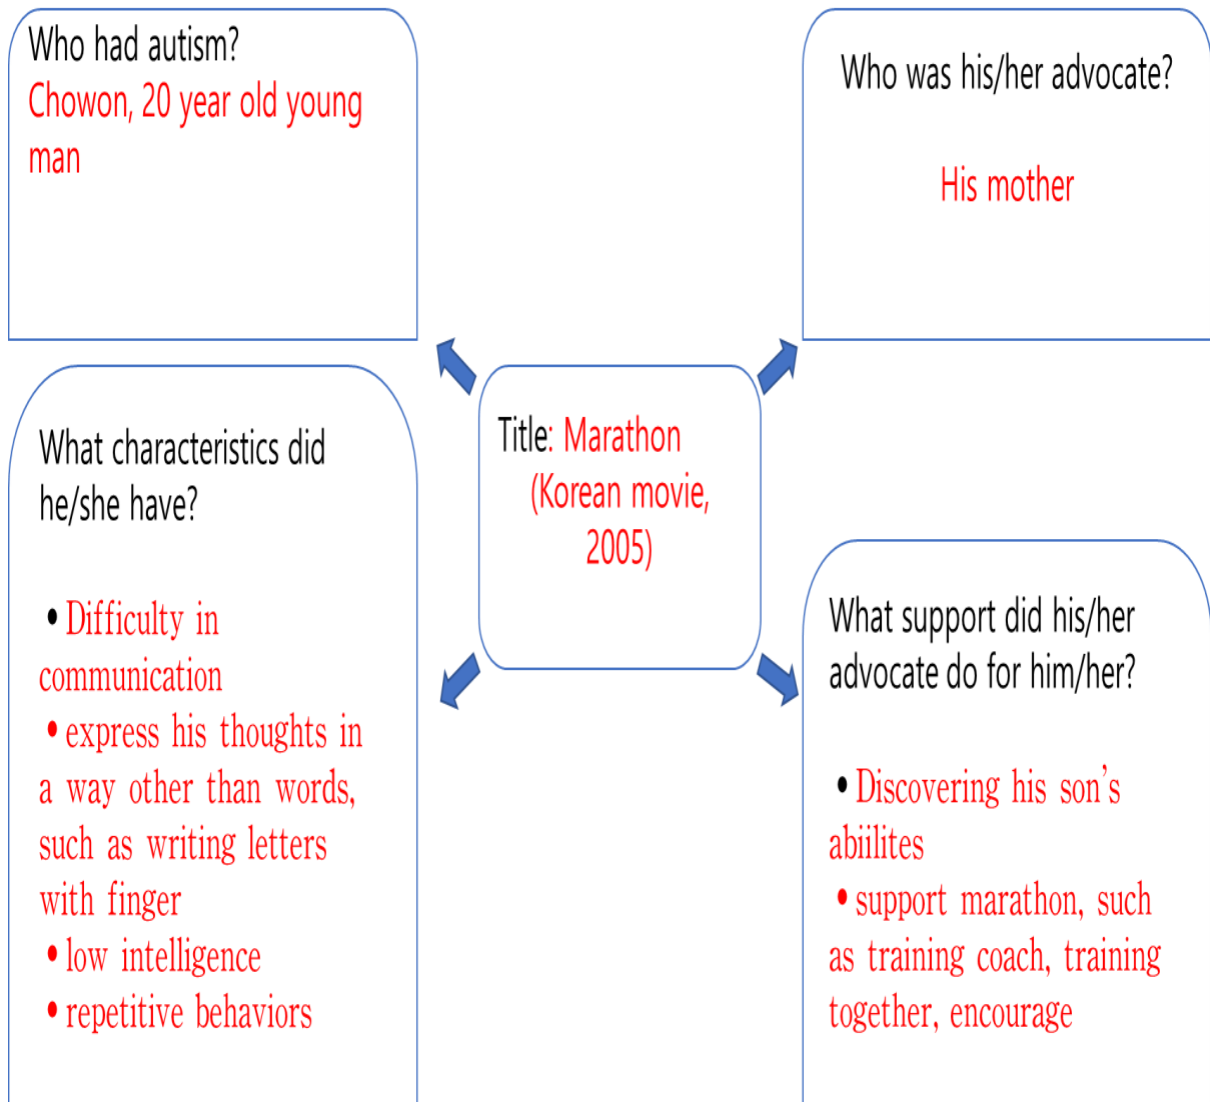 Who had autism?
Chowon, 20 year old young
man
Who was his/her advocate?
His mother
Title: Marathon
(Korean movie,
2005)
What characteristics did
he/she have?
• Difficulty in
communication
• express his thoughts in
a way other than words,
such as writing letters
with finger
• low intelligence
• repetitive behaviors
What support did his/her
advocate do for him/her?
• Discovering his son's
abiilites
• support marathon, such
as training coach, training
together, encourage